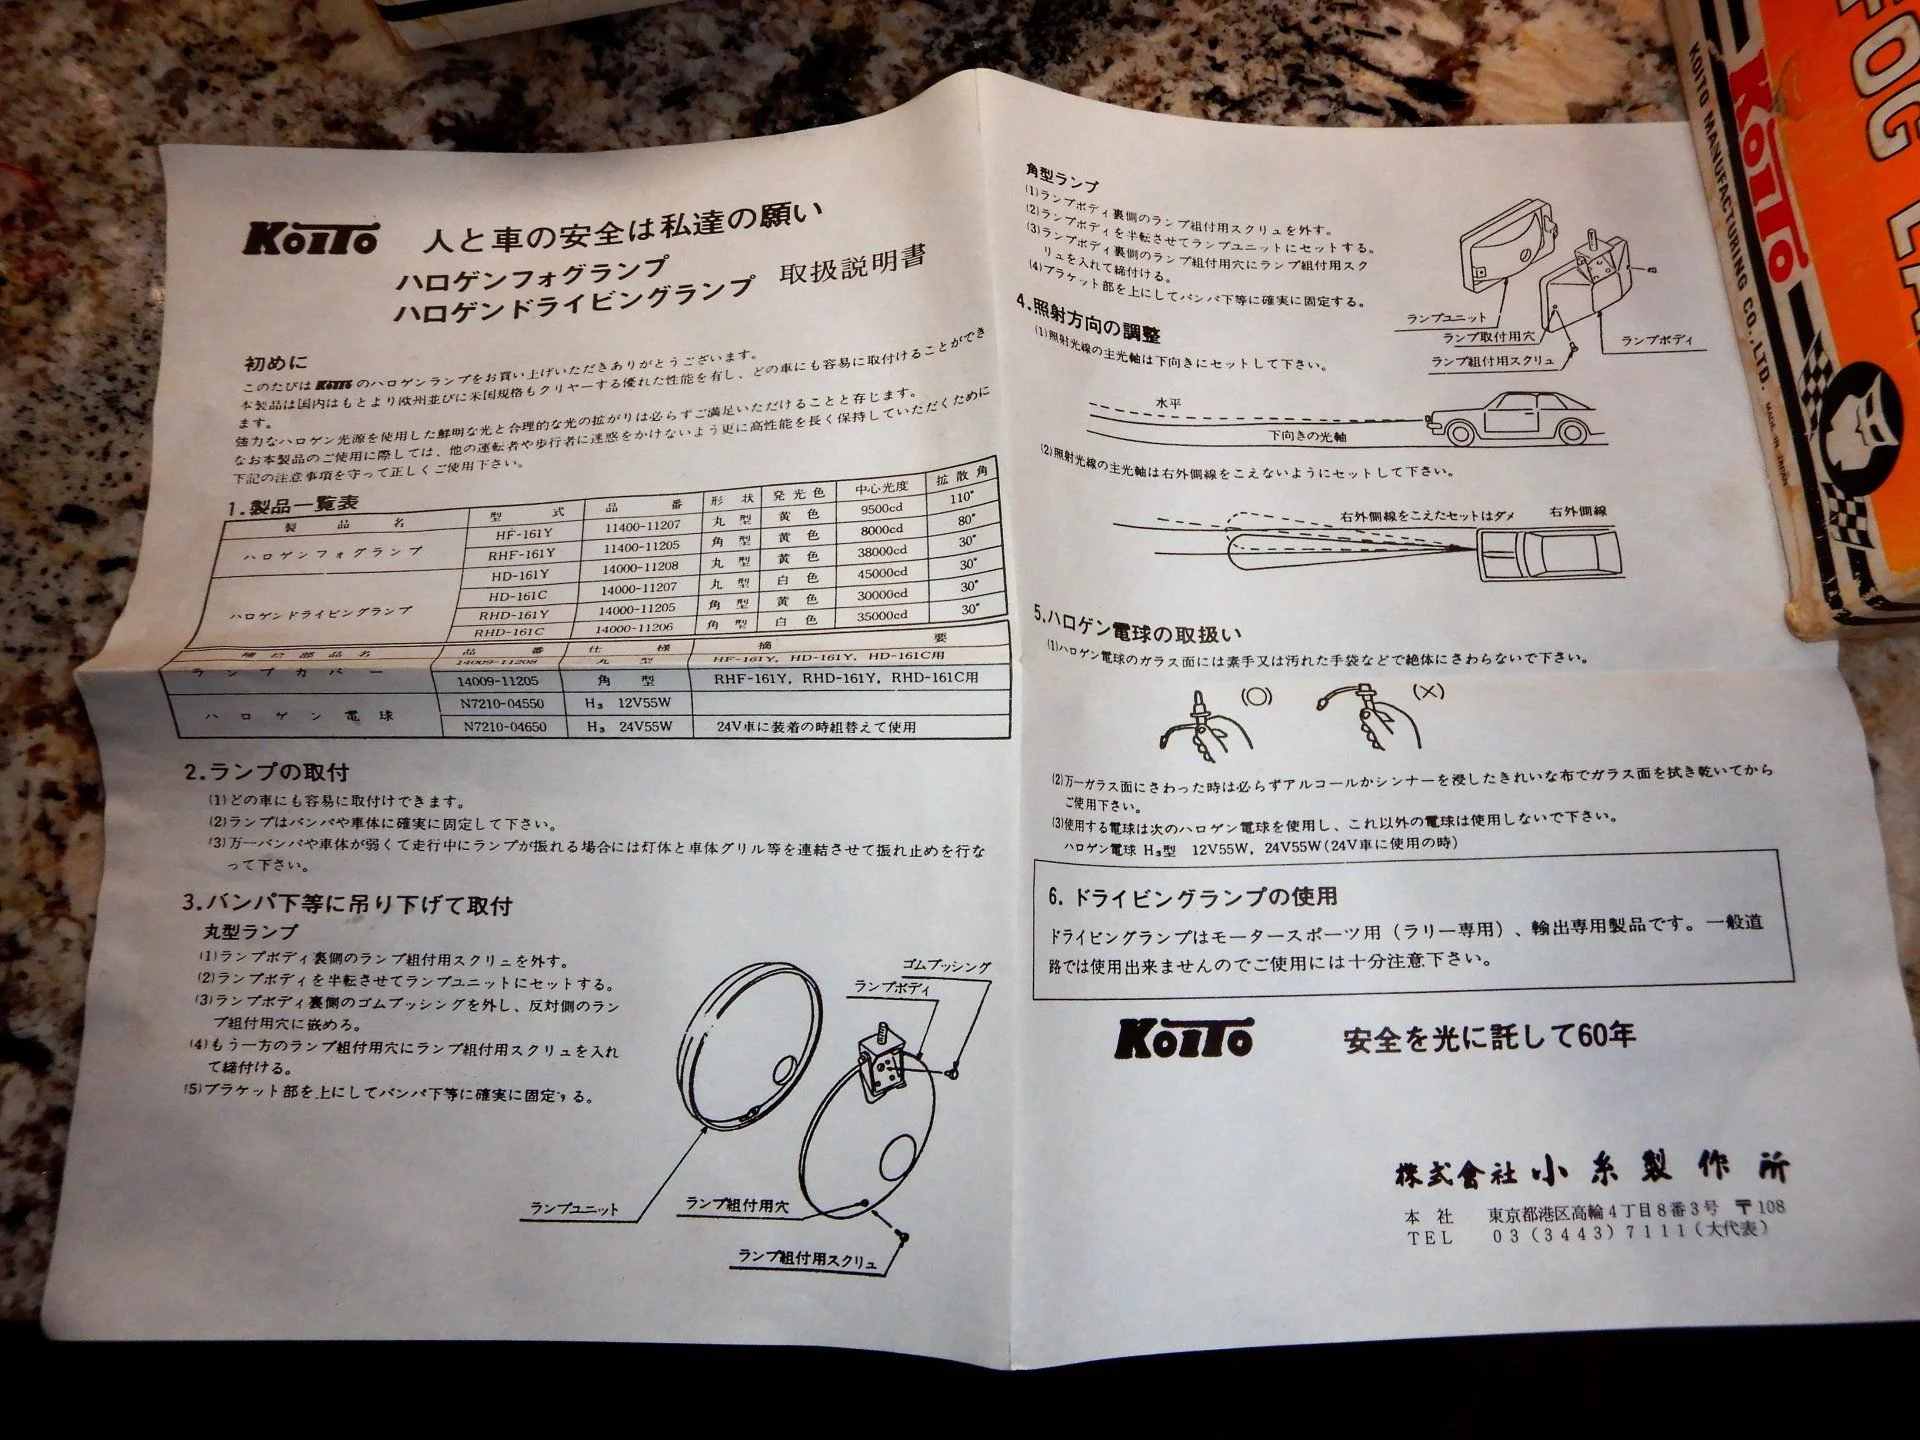 Koito 人と車の安全は私達の願い
ハロゲンフォグランプ
ハロゲンドライビングランプ 取扱説明書
初めに
このたびは Koito のハロゲンランプをお買い上げいただきありがとうございます。
本製品は国内はもとより欧州並びに米国規格もクリヤーする優れた性能を有し、どの車にも容易に取付けることができ
ます。
強力なハロゲン光源を使用した鮮明な光と合理的な光の拡がりは必らずご満足いただけることと存じます。
なお本製品のご使用に際しては、他の運転者や歩行者に迷惑をかけないよう更に高性能を長く保持していただくために
下記の注意事項を守って正しくご使用下さい。
1.製品一覧表
製品名 型式 品番 形状 発光色 中心光度 拡散角
ハロゲンフォグランプ HF-161Y 11400-11207 丸型 黄色 9500cd 110°
RHF-161Y 11400-11205 角型 黄色 8000cd 80°
ハロゲンドライビングランプ HD-161Y 14000-11208 丸型 黄色 38000cd 30°
HD-161C 14000-11207 丸型 白色 45000cd 30°
RHD-161Y 14000-11205 角型 黄色 30000cd 30°
RHD-161C 14000-11206 角型 白色 35000cd 30°
補給部品名 品番 仕様 摘要
ランプカバー 14009-11208 丸型 HF-161Y, HD-161Y, HD-161C用
14009-11205 角型 RHF-161Y, RHD-161Y, RHD-161C用
ハロゲン電球 N7210-04550 H₃ 12V55W
N7210-04650 H₃ 24V55W 24V車に装着の時組替えて使用
2.ランプの取付
(1)どの車にも容易に取付けできます。
(2)ランプはバンパや車体に確実に固定して下さい。
(3)万一バンパや車体が弱くて走行中にランプが振れる場合には灯体と車体グリル等を連結させて振れ止めを行な
って下さい。
3.バンパ下等に吊り下げて取付
丸型ランプ
(1)ランプボディ裏側のランプ組付用スクリュを外す。
(2)ランプボディを半転させてランプユニットにセットする。
(3)ランプボディ裏側のゴムブッシングを外し、反対側のラン
プ組付用穴に嵌める。
(4)もう一方のランプ組付用穴にランプ組付用スクリュを入れ
て締付ける。
(5)ブラケット部を上にしてバンパ下等に確実に固定する。
ゴムブッシング
ランプボディ
ランプユニット
ランプ組付用穴
ランプ組付用スクリュ
角型ランプ
(1)ランプボディ裏側のランプ組付用スクリュを外す。
(2)ランプボディを半転させてランプユニットにセットする。
(3)ランプボディ裏側のランプ組付用穴にランプ組付用スク
リュを入れて締付ける。
(4)ブラケット部を上にしてバンパ下等に確実に固定する。
ランプユニット
ランプ取付用穴
ランプ組付用スクリュ
ランプボディ
4.照射方向の調整
(1)照射光線の主光軸は下向きにセットして下さい。
水平
下向きの光軸
(2)照射光線の主光軸は右外側線をこえないようにセットして下さい。
右外側線をこえたセットはダメ 右外側線
5.ハロゲン電球の取扱い
(1)ハロゲン電球のガラス面には素手又は汚れた手袋などで絶体にさわらないで下さい。
(○) (×)
(2)万一ガラス面にさわった時は必らずアルコールかシンナーを浸したきれいな布でガラス面を拭き乾いてから
ご使用下さい。
(3)使用する電球は次のハロゲン電球を使用し、これ以外の電球は使用しないで下さい。
ハロゲン電球 H₃型 12V55W, 24V55W(24V車に使用の時)
6. ドライビングランプの使用
ドライビングランプはモータースポーツ用（ラリー専用）、輸出専用製品です。一般道
路では使用出来ませんのでご使用には十分注意下さい。
Koito 安全を光に託して60年
株式会社 小糸製作所
本社 東京都港区高輪4丁目8番3号 〒108
TEL 03(3443)7111(大代表)
FOG LA
Koito
KOITO MANUFACTURING CO., LTD. MADE IN JAPAN